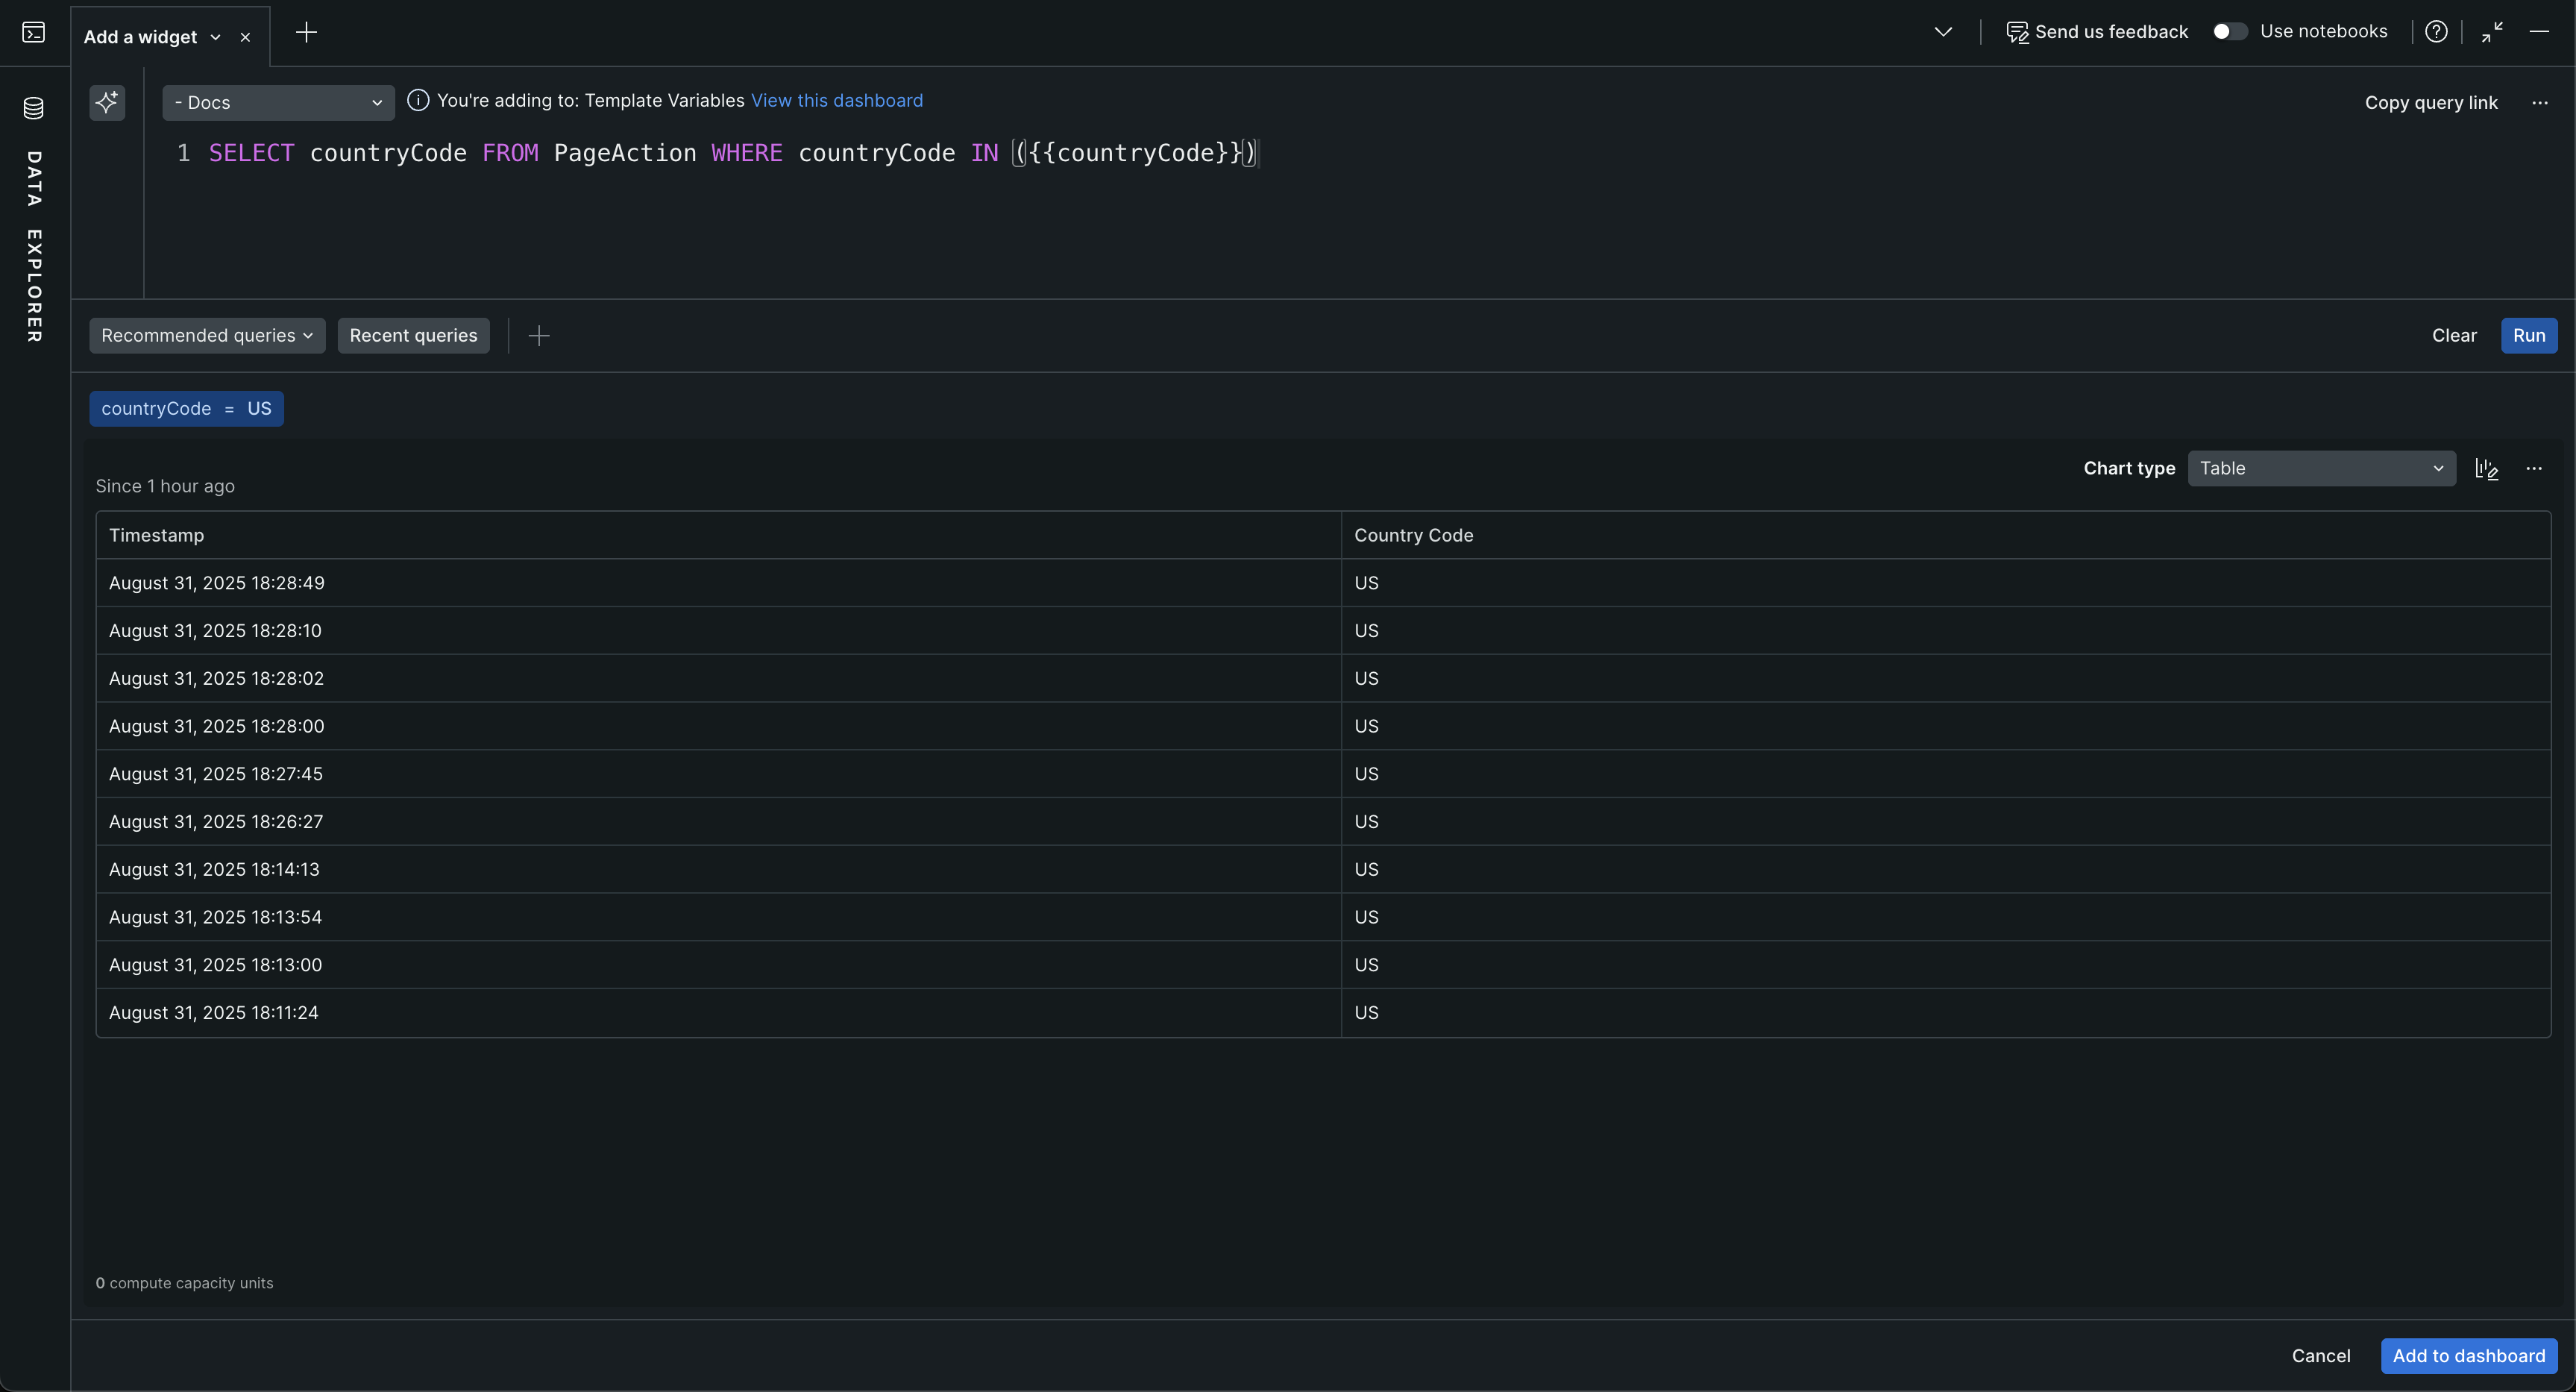 Add a widget
Send us feedback
Use notebooks
DATA EXPLORER
- Docs
You're adding to: Template Variables View this dashboard
Copy query link
1 SELECT countryCode FROM PageAction WHERE countryCode IN ({{countryCode}})
Recommended queries
Recent queries
Clear
Run
countryCode = US
Chart type
Table
Since 1 hour ago
Timestamp Country Code
August 31, 2025 18:28:49 US
August 31, 2025 18:28:10 US
August 31, 2025 18:28:02 US
August 31, 2025 18:28:00 US
August 31, 2025 18:27:45 US
August 31, 2025 18:26:27 US
August 31, 2025 18:14:13 US
August 31, 2025 18:13:54 US
August 31, 2025 18:13:00 US
August 31, 2025 18:11:24 US
0 compute capacity units
Cancel
Add to dashboard